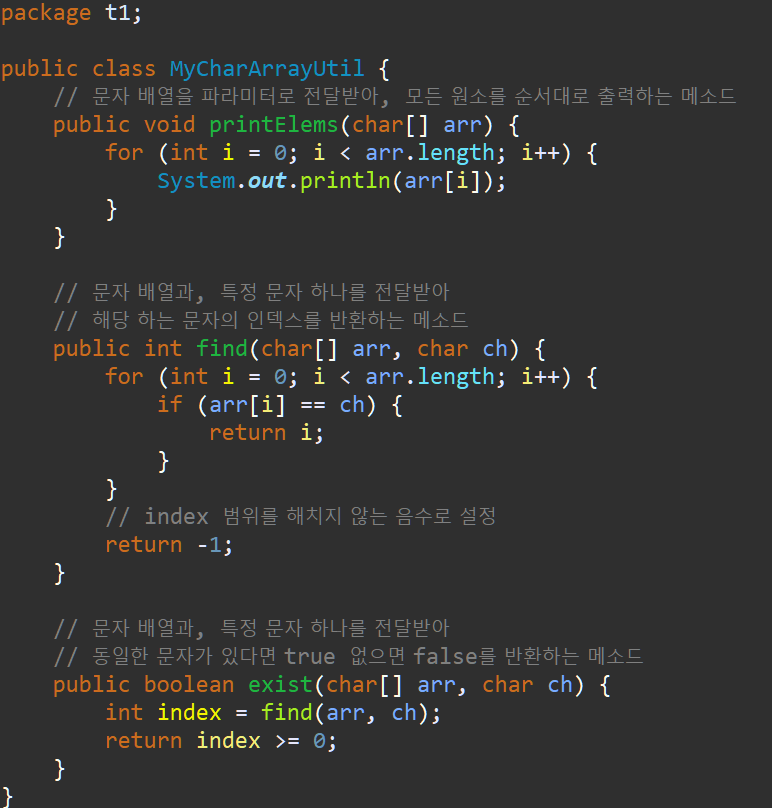 package t1;
public class MyCharArrayUtil {
// 문자 배열을 파라미터로 전달받아, 모든 원소를 순서대로 출력하는 메소드
public void printElems(char[] arr) {
for (int i = 0; i < arr.length; i++) {
System.out.println(arr[i]);
}
}
// 문자 배열과, 특정 문자 하나를 전달받아
// 해당 하는 문자의 인덱스를 반환하는 메소드
public int find(char[] arr, char ch) {
for (int i = 0; i < arr.length; i++) {
if (arr[i] == ch) {
return i;
}
}
// index 범위를 해치지 않는 음수로 설정
return -1;
}
// 문자 배열과, 특정 문자 하나를 전달받아
// 동일한 문자가 있다면 true 없으면 false를 반환하는 메소드
public boolean exist(char[] arr, char ch) {
int index = find(arr, ch);
return index >= 0;
}
}